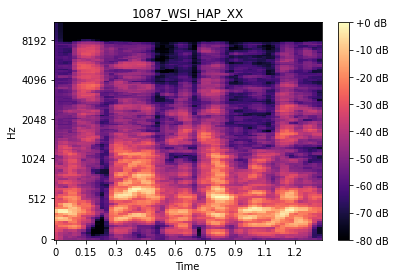 1087_WSI_HAP_XX
+0 dB
8192
-10 dB
4096
-20 dB
-30 dB
2048
Hz
-40 dB
1024
-50 dB
512
-60 dB
-70 dB
0
-80 dB
0 0.15 0.3 0.45 0.6 0.75 0.9 1.1 1.2
Time